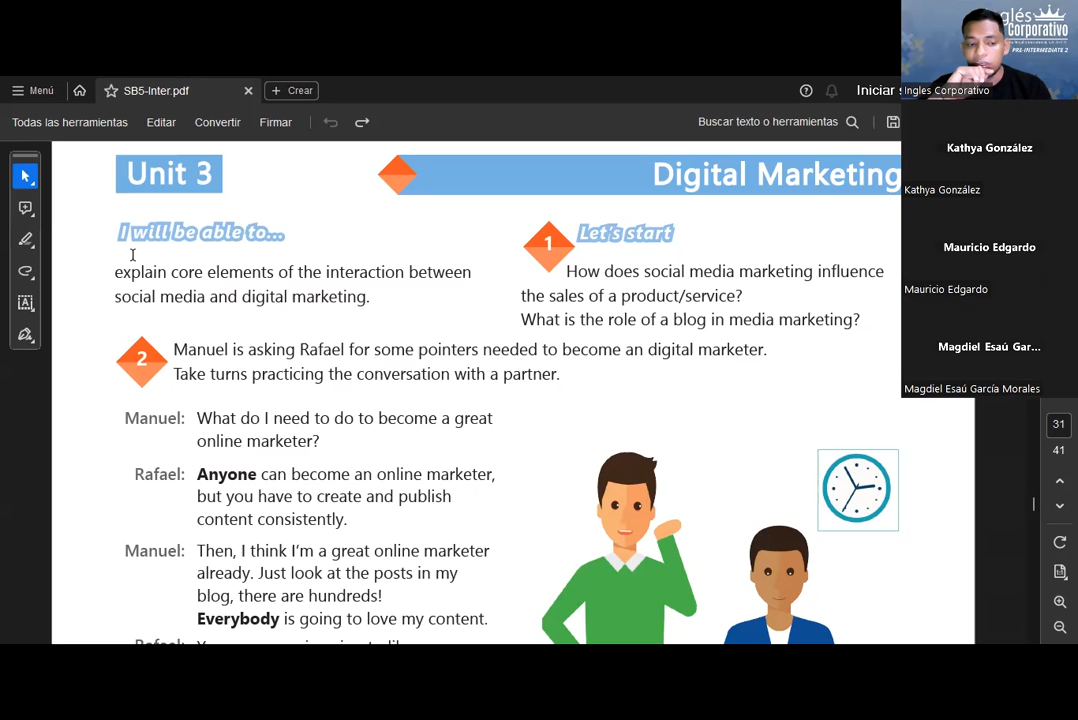 Menú
SB5-Inter.pdf
Crear
Iniciar
Todas las herramientas
Editar
Convertir
Firmar
Buscar texto o herramientas
Unit 3
Digital Marketing
I will be able to...
explain core elements of the interaction between
social media and digital marketing.
1
Let's start
How does social media marketing influence
the sales of a product/service?
What is the role of a blog in media marketing?
2
Manuel is asking Rafael for some pointers needed to become an digital marketer.
Take turns practicing the conversation with a partner.
Manuel: What do I need to do to become a great
online marketer?
Rafael: Anyone can become an online marketer,
but you have to create and publish
content consistently.
Manuel: Then, I think I'm a great online marketer
already. Just look at the posts in my
blog, there are hundreds!
Everybody is going to love my content.
Inglés
Corporativo
PRE-INTERMEDIATE 2
Ingles Corporativo
Kathya González
Kathya González
Mauricio Edgardo
Mauricio Edgardo
Magdiel Esaú Gar...
Magdiel Esaú García Morales
31
41